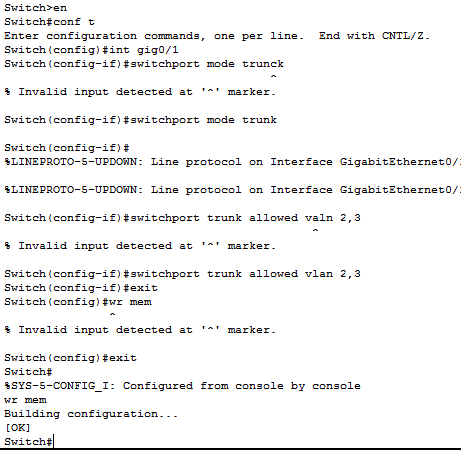 Switch>en
Switch#conf t
Enter configuration commands, one per line.  End with CNTL/Z.
Switch(config)#int gig0/1
Switch(config-if)#switchport mode trunck
^
% Invalid input detected at '^' marker.
Switch(config-if)#switchport mode trunk
Switch(config-if)#
%LINEPROTO-5-UPDOWN: Line protocol on Interface GigabitEthernet0/
%LINEPROTO-5-UPDOWN: Line protocol on Interface GigabitEthernet0/
Switch(config-if)#switchport trunk allowed valn 2,3
^
% Invalid input detected at '^' marker.
Switch(config-if)#switchport trunk allowed vlan 2,3
Switch(config-if)#exit
Switch(config)#wr mem
^
% Invalid input detected at '^' marker.
Switch(config)#exit
Switch#
%SYS-5-CONFIG_I: Configured from console by console
wr mem
Building configuration...
[OK]
Switch#